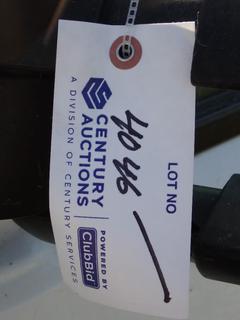 LOT NO
4046
CENTURY
AUCTIONS
A DIVISION OF CENTURY SERVICES
POWERED BY
ClubBid